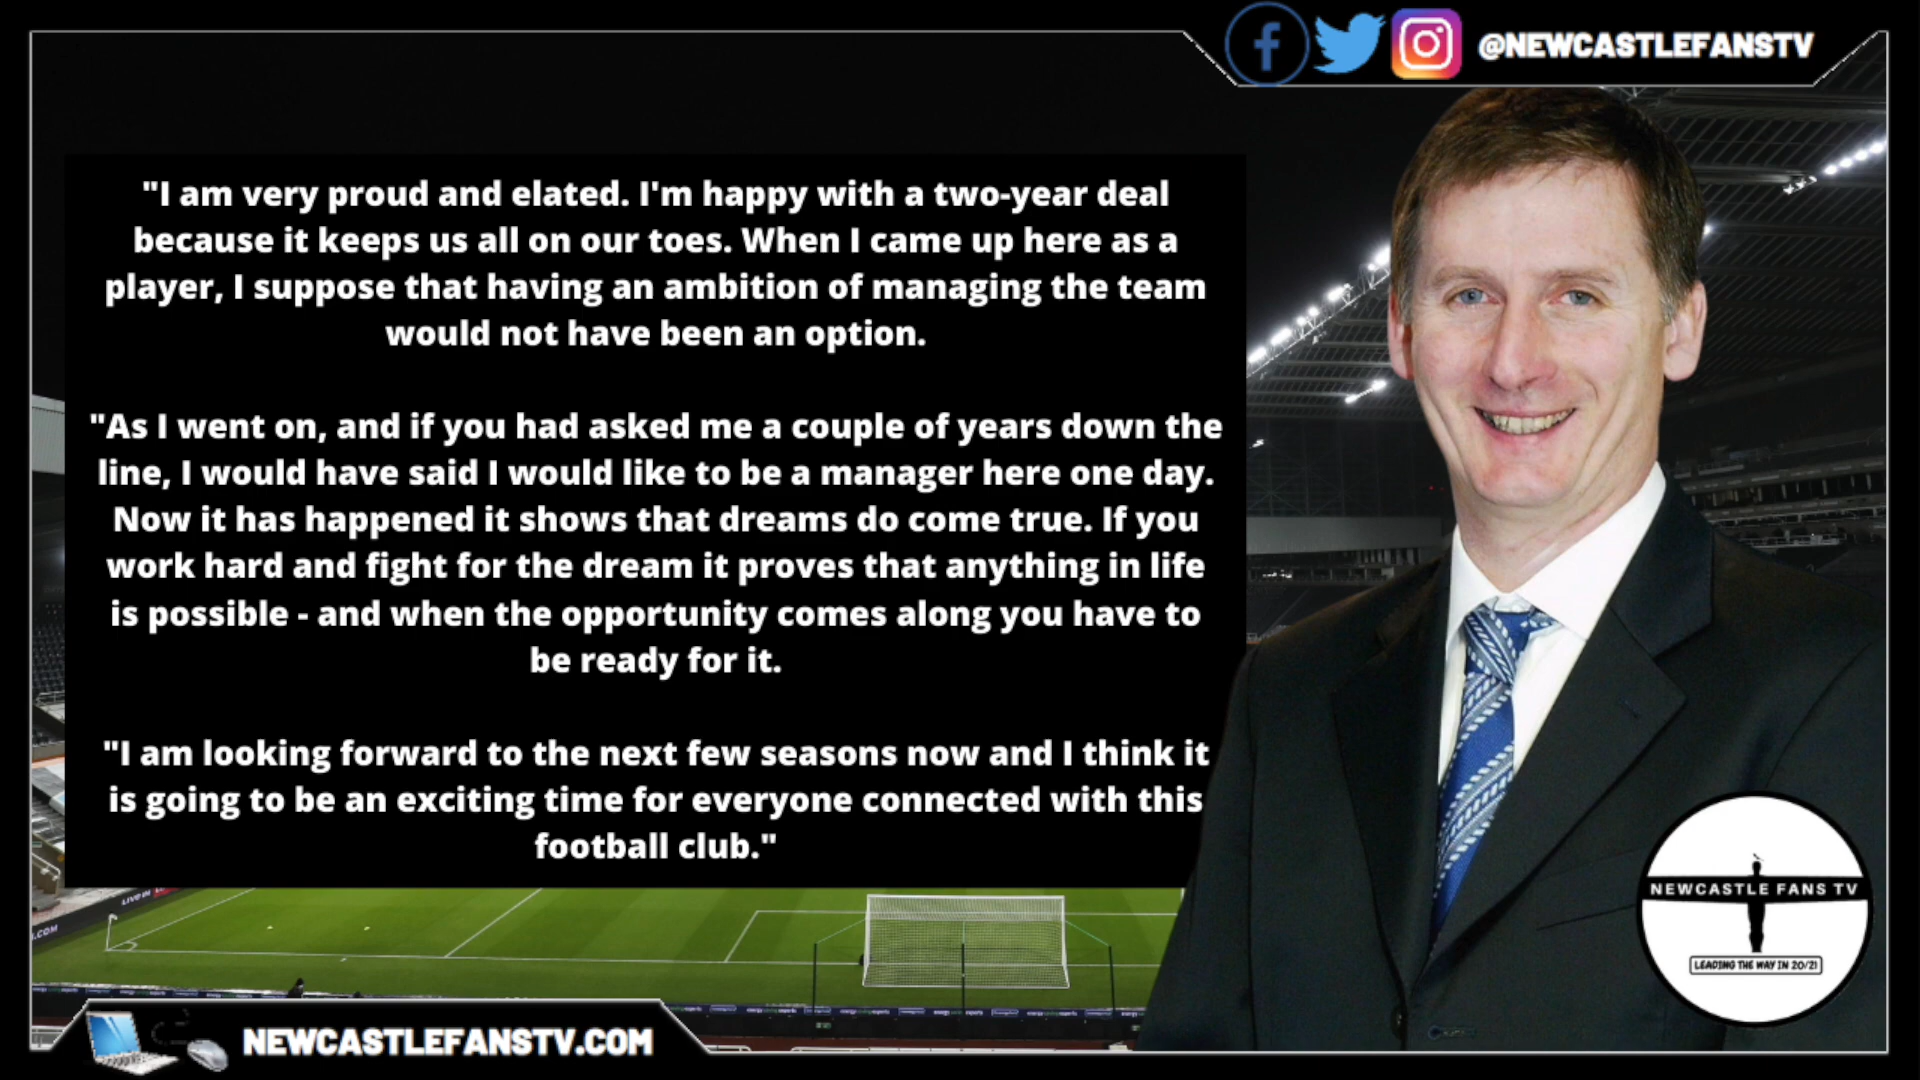 @NEWCASTLEFANSTV
"I am very proud and elated. I'm happy with a two-year deal
because it keeps us all on our toes. When I came up here as a
player, I suppose that having an ambition of managing the team
would not have been an option.
"As I went on, and if you had asked me a couple of years down the
line, I would have said I would like to be a manager here one day.
Now it has happened it shows that dreams do come true. If you
work hard and fight for the dream it proves that anything in life
is possible - and when the opportunity comes along you have to
be ready for it.
"I am looking forward to the next few seasons now and I think it
is going to be an exciting time for everyone connected with this
football club."
NEWCASTLE FANS TV
LEADING THE WAY IN 20/21
LIVE IN
.COM
NEWCASTLEFANSTV.COM